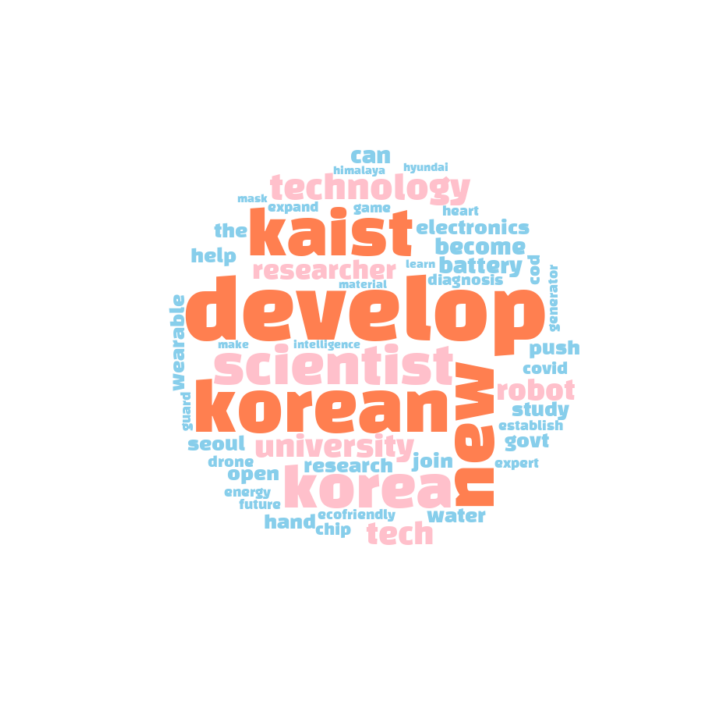 can
himalaya
hyundai
technology
mask
expand
game
heart
the
kaist
electronics
become
help
researcher
learn
battery
cod
generator
material
diagnosis
develop
wearable
make
intelligence
push
scientist
covid
korean
new
robot
guard
study
establish
seoul
university
govt
drone
research
join
expert
open
korea
energy
future
ecofriendly
water
hand
chip
tech